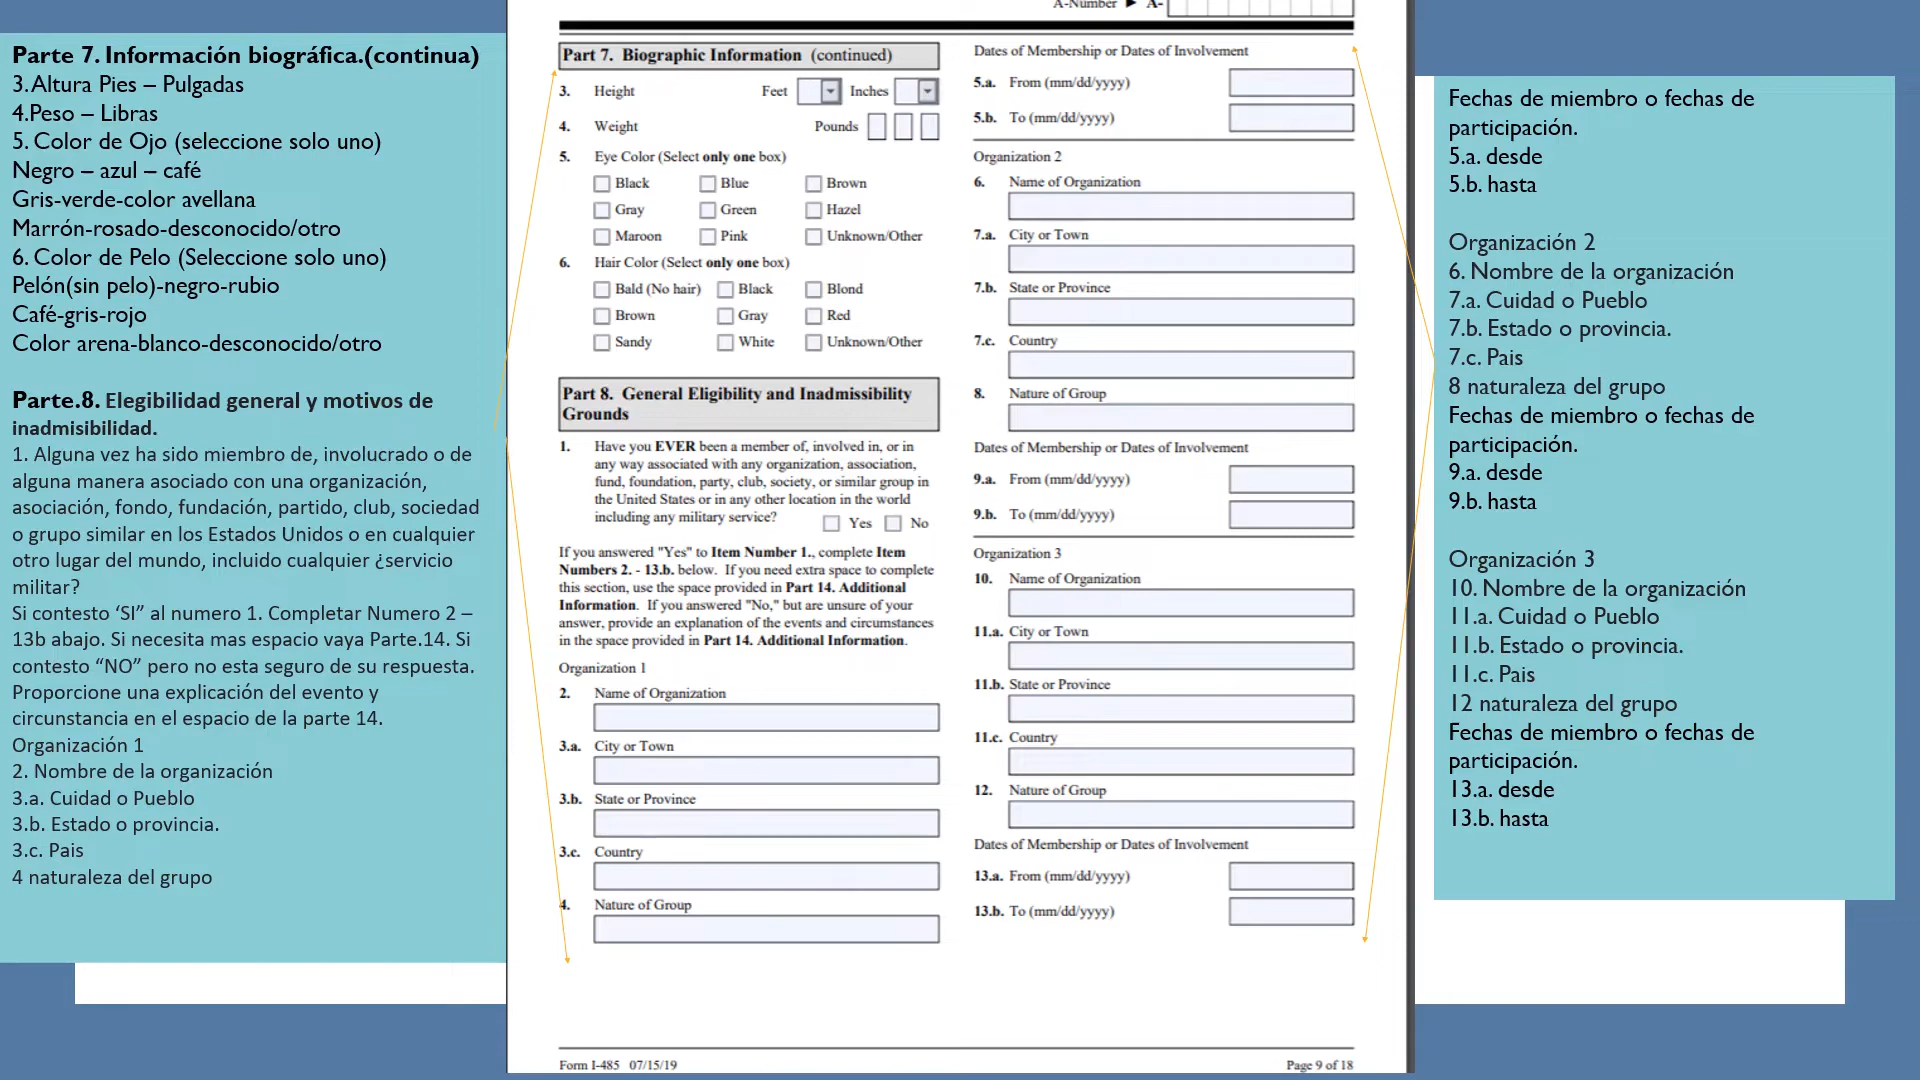 Parte 7. Información biográfica.(continua)
3.Altura Pies – Pulgadas
4.Peso – Libras
5. Color de Ojo (seleccione solo uno)
Negro – azul – café
Gris-verde-color avellana
Marrón-rosado-desconocido/otro
6. Color de Pelo (Seleccione solo uno)
Pelón(sin pelo)-negro-rubio
Café-gris-rojo
Color arena-blanco-desconocido/otro
Parte.8. Elegibilidad general y motivos de
inadmisibilidad.
1. Alguna vez ha sido miembro de, involucrado o de
alguna manera asociado con una organización,
asociación, fondo, fundación, partido, club, sociedad
o grupo similar en los Estados Unidos o en cualquier
otro lugar del mundo, incluido cualquier ¿servicio
militar?
Si contesto ‘SI” al numero 1. Completar Numero 2 –
13b abajo. Si necesita mas espacio vaya Parte.14. Si
contesto “NO” pero no esta seguro de su respuesta.
Proporcione una explicación del evento y
circunstancia en el espacio de la parte 14.
Organización 1
2. Nombre de la organización
3.a. Cuidad o Pueblo
3.b. Estado o provincia.
3.c. Pais
4 naturaleza del grupo
A-Number ► A-
Part 7. Biographic Information (continued)
3. Height Feet Inches
4. Weight Pounds
5. Eye Color (Select only one box)
Black Blue Brown
Gray Green Hazel
Maroon Pink Unknown/Other
6. Hair Color (Select only one box)
Bald (No hair) Black Blond
Brown Gray Red
Sandy White Unknown/Other
Part 8. General Eligibility and Inadmissibility
Grounds
1. Have you EVER been a member of, involved in, or in
any way associated with any organization, association,
fund, foundation, party, club, society, or similar group in
the United States or in any other location in the world
including any military service? Yes No
If you answered "Yes" to Item Number 1., complete Item
Numbers 2. - 13.b. below. If you need extra space to complete
this section, use the space provided in Part 14. Additional
Information. If you answered "No," but are unsure of your
answer, provide an explanation of the events and circumstances
in the space provided in Part 14. Additional Information.
Organization 1
2. Name of Organization
3.a. City or Town
3.b. State or Province
3.c. Country
4. Nature of Group
Dates of Membership or Dates of Involvement
5.a. From (mm/dd/yyyy)
5.b. To (mm/dd/yyyy)
Organization 2
6. Name of Organization
7.a. City or Town
7.b. State or Province
7.c. Country
8. Nature of Group
Dates of Membership or Dates of Involvement
9.a. From (mm/dd/yyyy)
9.b. To (mm/dd/yyyy)
Organization 3
10. Name of Organization
11.a. City or Town
11.b. State or Province
11.c. Country
12. Nature of Group
Dates of Membership or Dates of Involvement
13.a. From (mm/dd/yyyy)
13.b. To (mm/dd/yyyy)
Form I-485 07/15/19 Page 9 of 18
Fechas de miembro o fechas de
participación.
5.a. desde
5.b. hasta
Organización 2
6. Nombre de la organización
7.a. Cuidad o Pueblo
7.b. Estado o provincia.
7.c. Pais
8 naturaleza del grupo
Fechas de miembro o fechas de
participación.
9.a. desde
9.b. hasta
Organización 3
10. Nombre de la organización
11.a. Cuidad o Pueblo
11.b. Estado o provincia.
11.c. Pais
12 naturaleza del grupo
Fechas de miembro o fechas de
participación.
13.a. desde
13.b. hasta